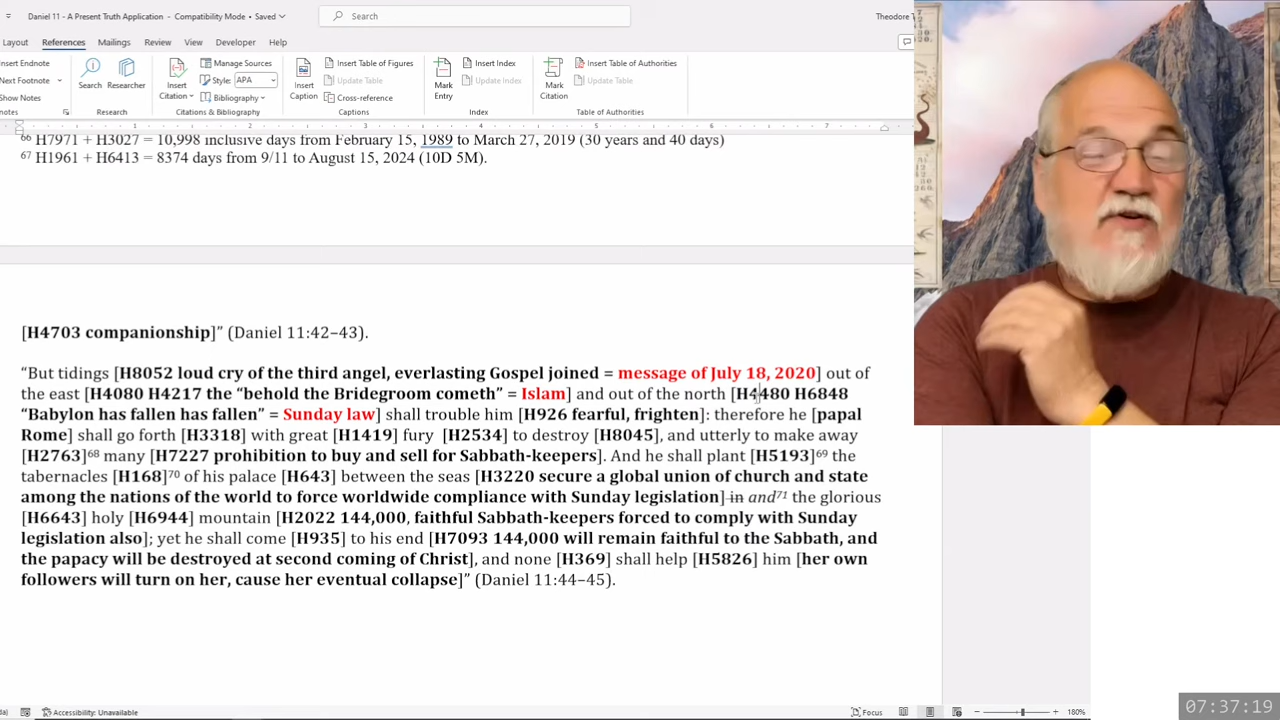 Daniel 11 - A Present Truth Application - Compatibility Mode • Saved
Search
Theodore T
Layout References Mailings Review View Developer Help
Insert Endnote
Next Footnote
Show Notes
Search
Researcher
Research
Insert Citation
Manage Sources
Style: APA
Bibliography
Citations & Bibliography
Insert Caption
Insert Table of Figures
Update Table
Cross-reference
Captions
Mark Entry
Insert Index
Update Index
Index
Mark Citation
Insert Table of Authorities
Update Table
Table of Authorities
1 2 3 4 5 6 7
66 H7971 + H3027 = 10,998 inclusive days from February 15, 1989 to March 27, 2019 (30 years and 40 days)
67 H1961 + H6413 = 8374 days from 9/11 to August 15, 2024 (10D 5M).
[H4703 companionship]” (Daniel 11:42–43).
“But tidings [H8052 loud cry of the third angel, everlasting Gospel joined = message of July 18, 2020] out of
the east [H4080 H4217 the “behold the Bridegroom cometh” = Islam] and out of the north [H4480 H6848
“Babylon has fallen has fallen” = Sunday law] shall trouble him [H926 fearful, frighten]: therefore he [papal
Rome] shall go forth [H3318] with great [H1419] fury [H2534] to destroy [H8045], and utterly to make away
[H2763]68 many [H7227 prohibition to buy and sell for Sabbath-keepers]. And he shall plant [H5193]69 the
tabernacles [H168]70 of his palace [H643] between the seas [H3220 secure a global union of church and state
among the nations of the world to force worldwide compliance with Sunday legislation] in and71 the glorious
[H6643] holy [H6944] mountain [H2022 144,000, faithful Sabbath-keepers forced to comply with Sunday
legislation also]; yet he shall come [H935] to his end [H7093 144,000 will remain faithful to the Sabbath, and
the papacy will be destroyed at second coming of Christ], and none [H369] shall help [H5826] him [her own
followers will turn on her, cause her eventual collapse]” (Daniel 11:44–45).
Accessibility: Unavailable
Focus
180%
07:37:19